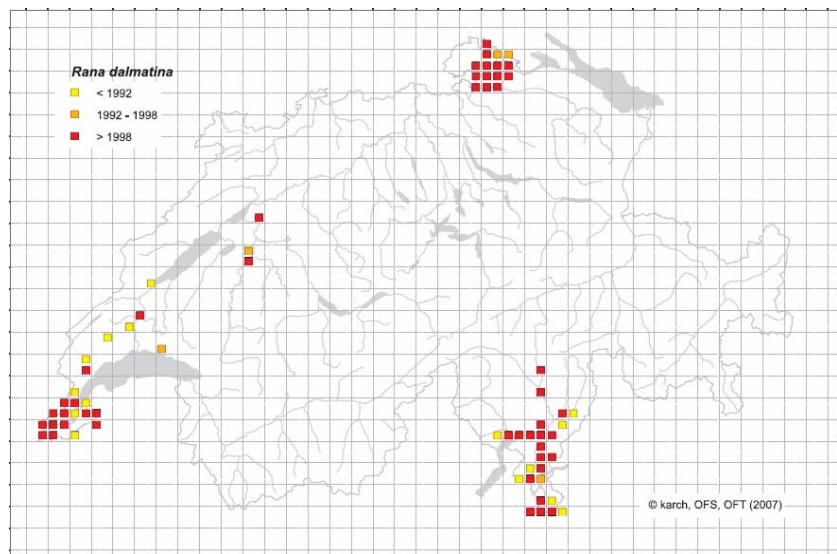 Rana dalmatina
< 1992
1992 - 1998
> 1998
© karch, OFS, OFT (2007)